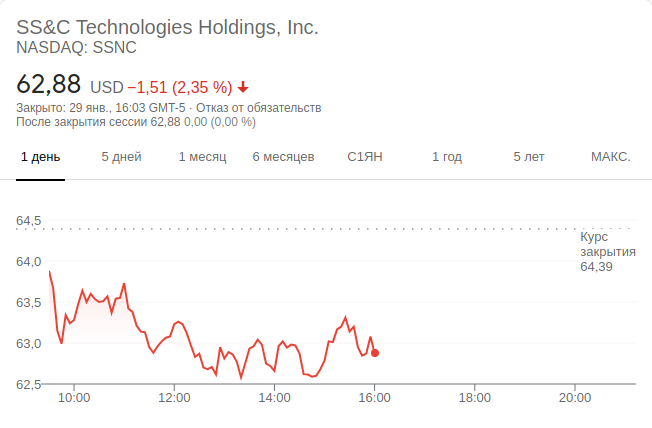 SS&C Technologies Holdings, Inc.
NASDAQ: SSNC
62,88 USD −1,51 (2,35 %)
Закрыто: 29 янв., 16:03 GMT-5 · Отказ от обязательств
После закрытия сессии 62,88 0,00 (0,00 %)
1 день 5 дней 1 месяц 6 месяцев С1ЯН 1 год 5 лет МАКС.
64,5
Курс
закрытия
64,39
64,0
63,5
63,0
62,5
10:00 12:00 14:00 16:00 18:00 20:00